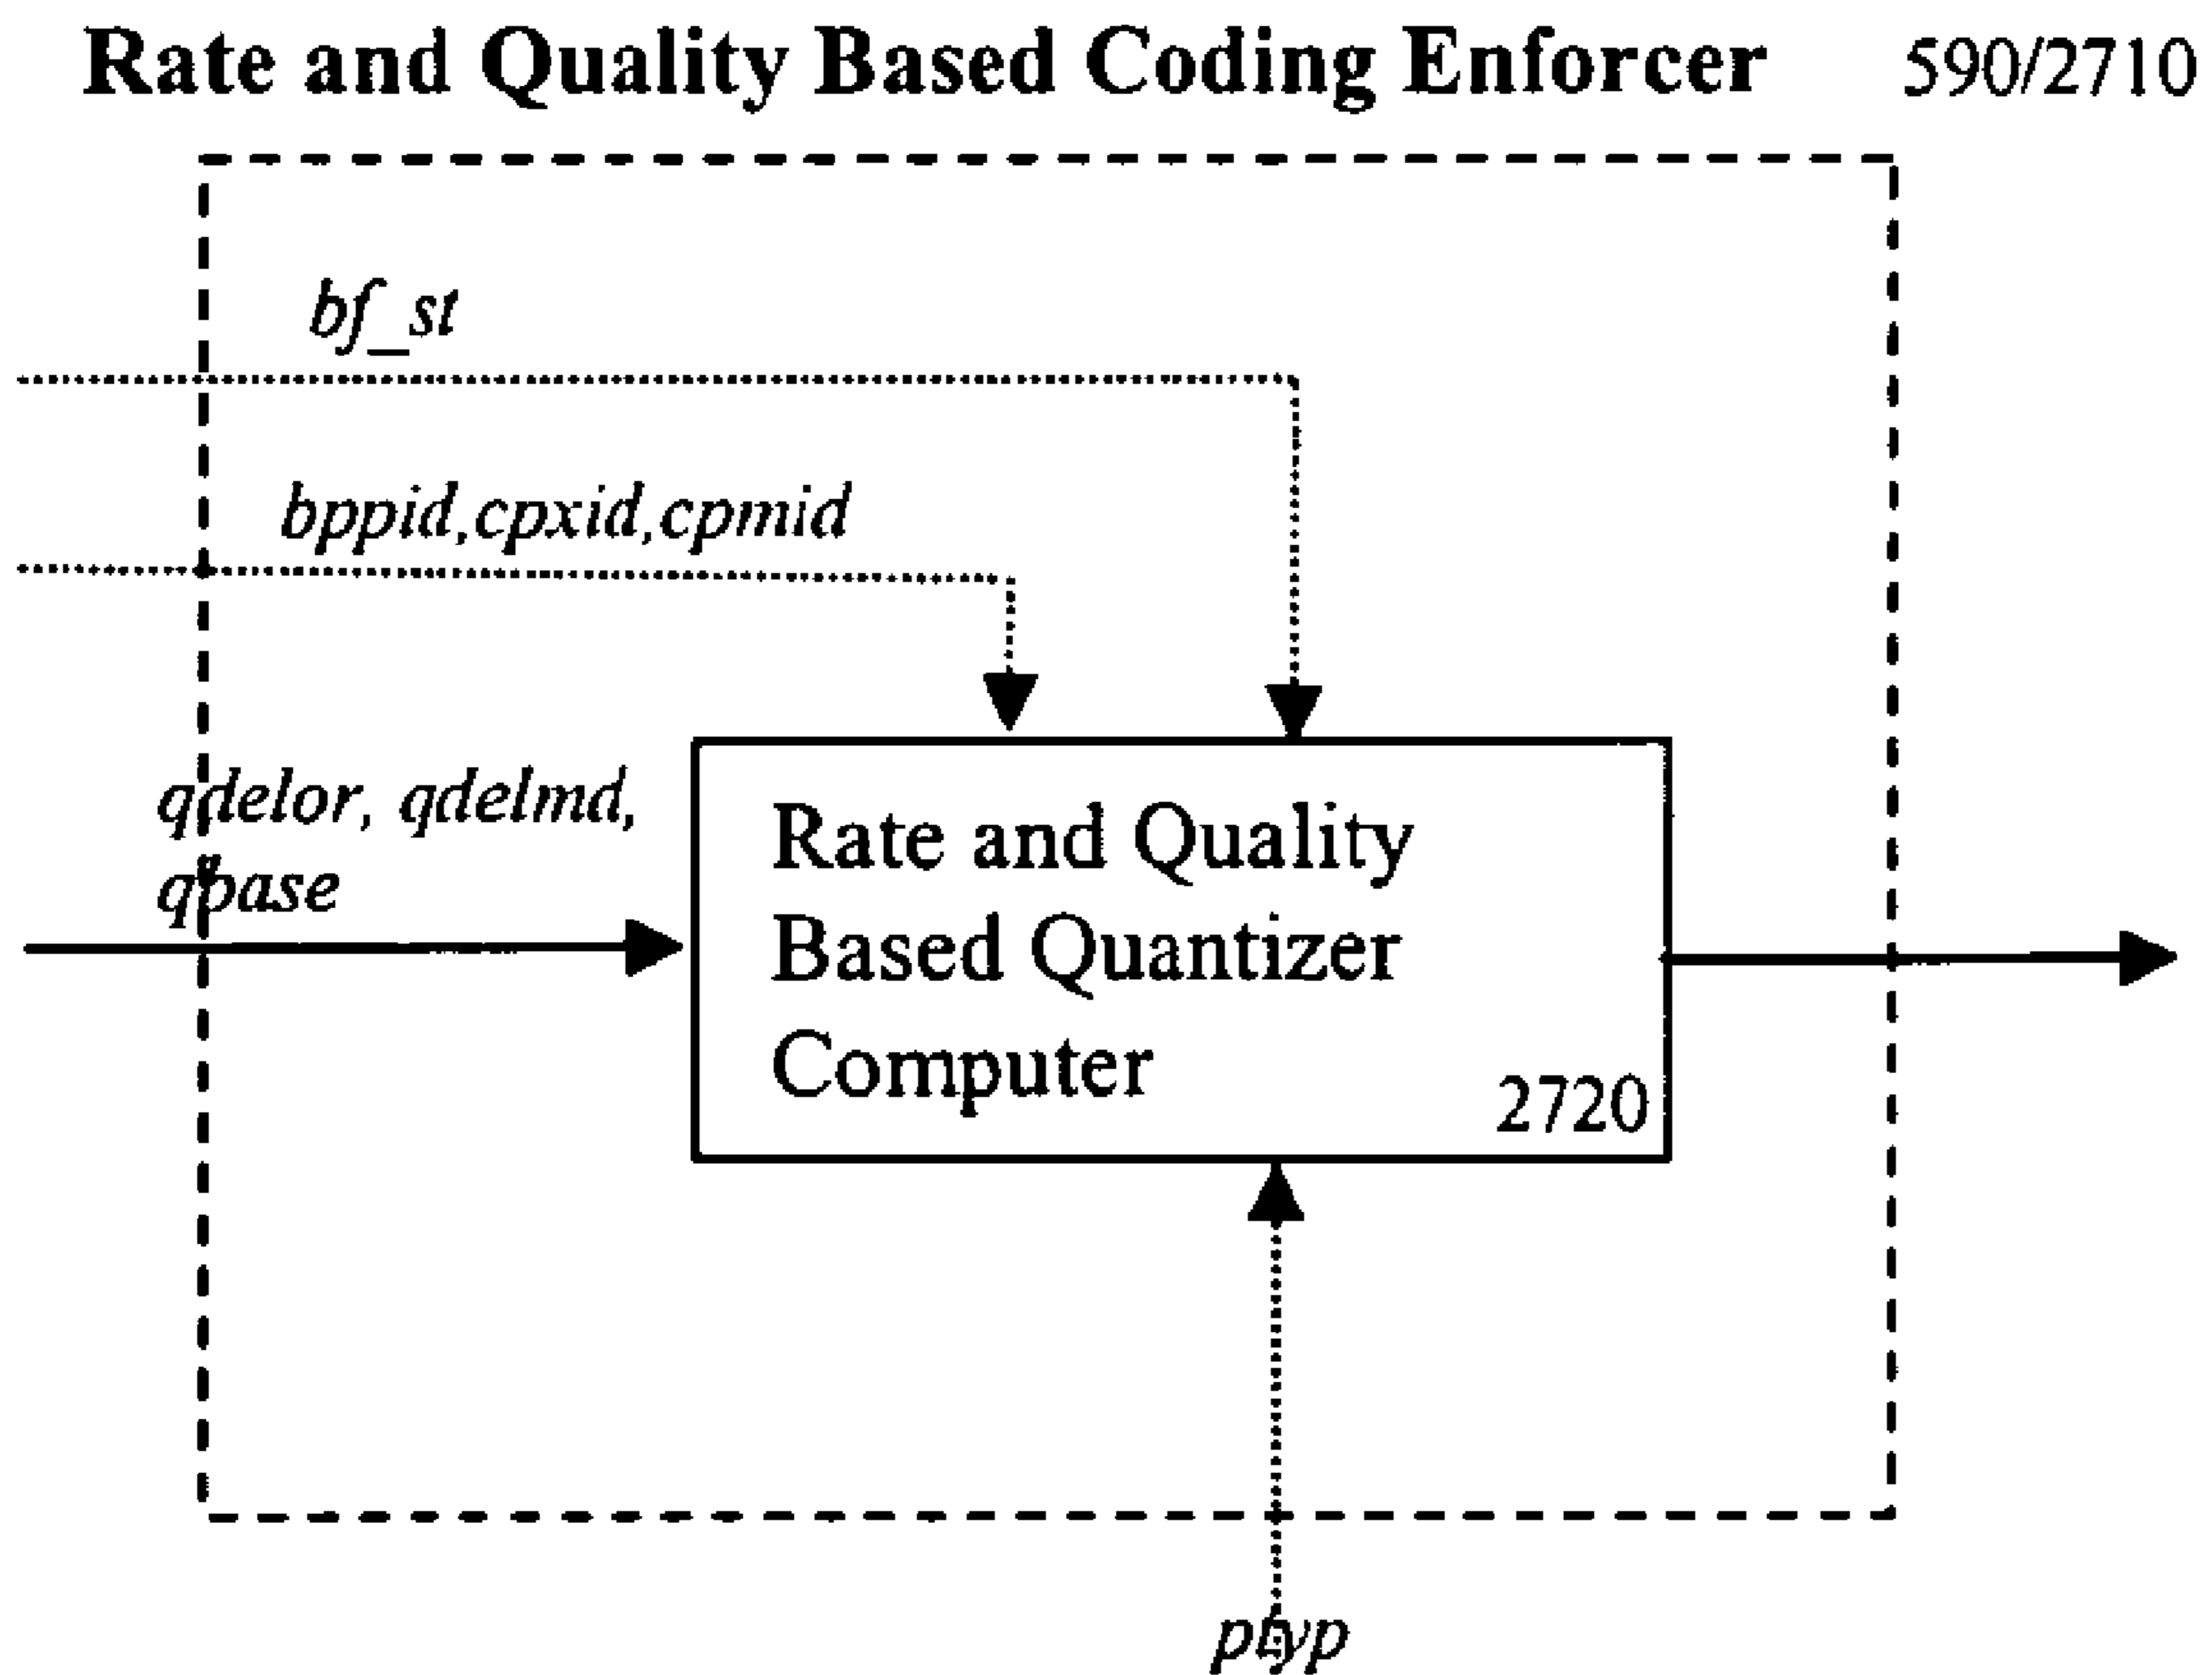 Rate and Quality Based Coding Enforcer 590/2710
bf_st
bppid,cpxid,cpmid
qdelor, qdelmd,
qbase
Rate and Quality
Based Quantizer
Computer
2720
ptyp